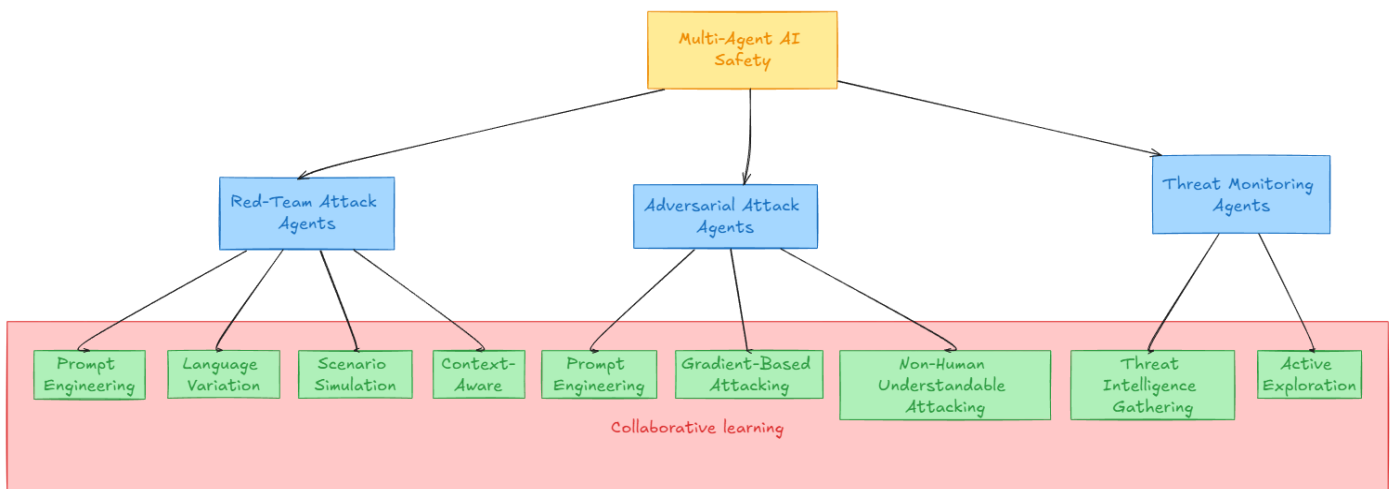 Multi-Agent AI
Safety
Red-Team Attack
Agents
Adversarial Attack
Agents
Threat Monitoring
Agents
Prompt
Engineering
Language
Variation
Scenario
Simulation
Context-
Aware
Prompt
Engineering
Gradient-Based
Attacking
Non-Human
Understandable
Attacking
Threat
Intelligence
Gathering
Active
Exploration
Collaborative learning